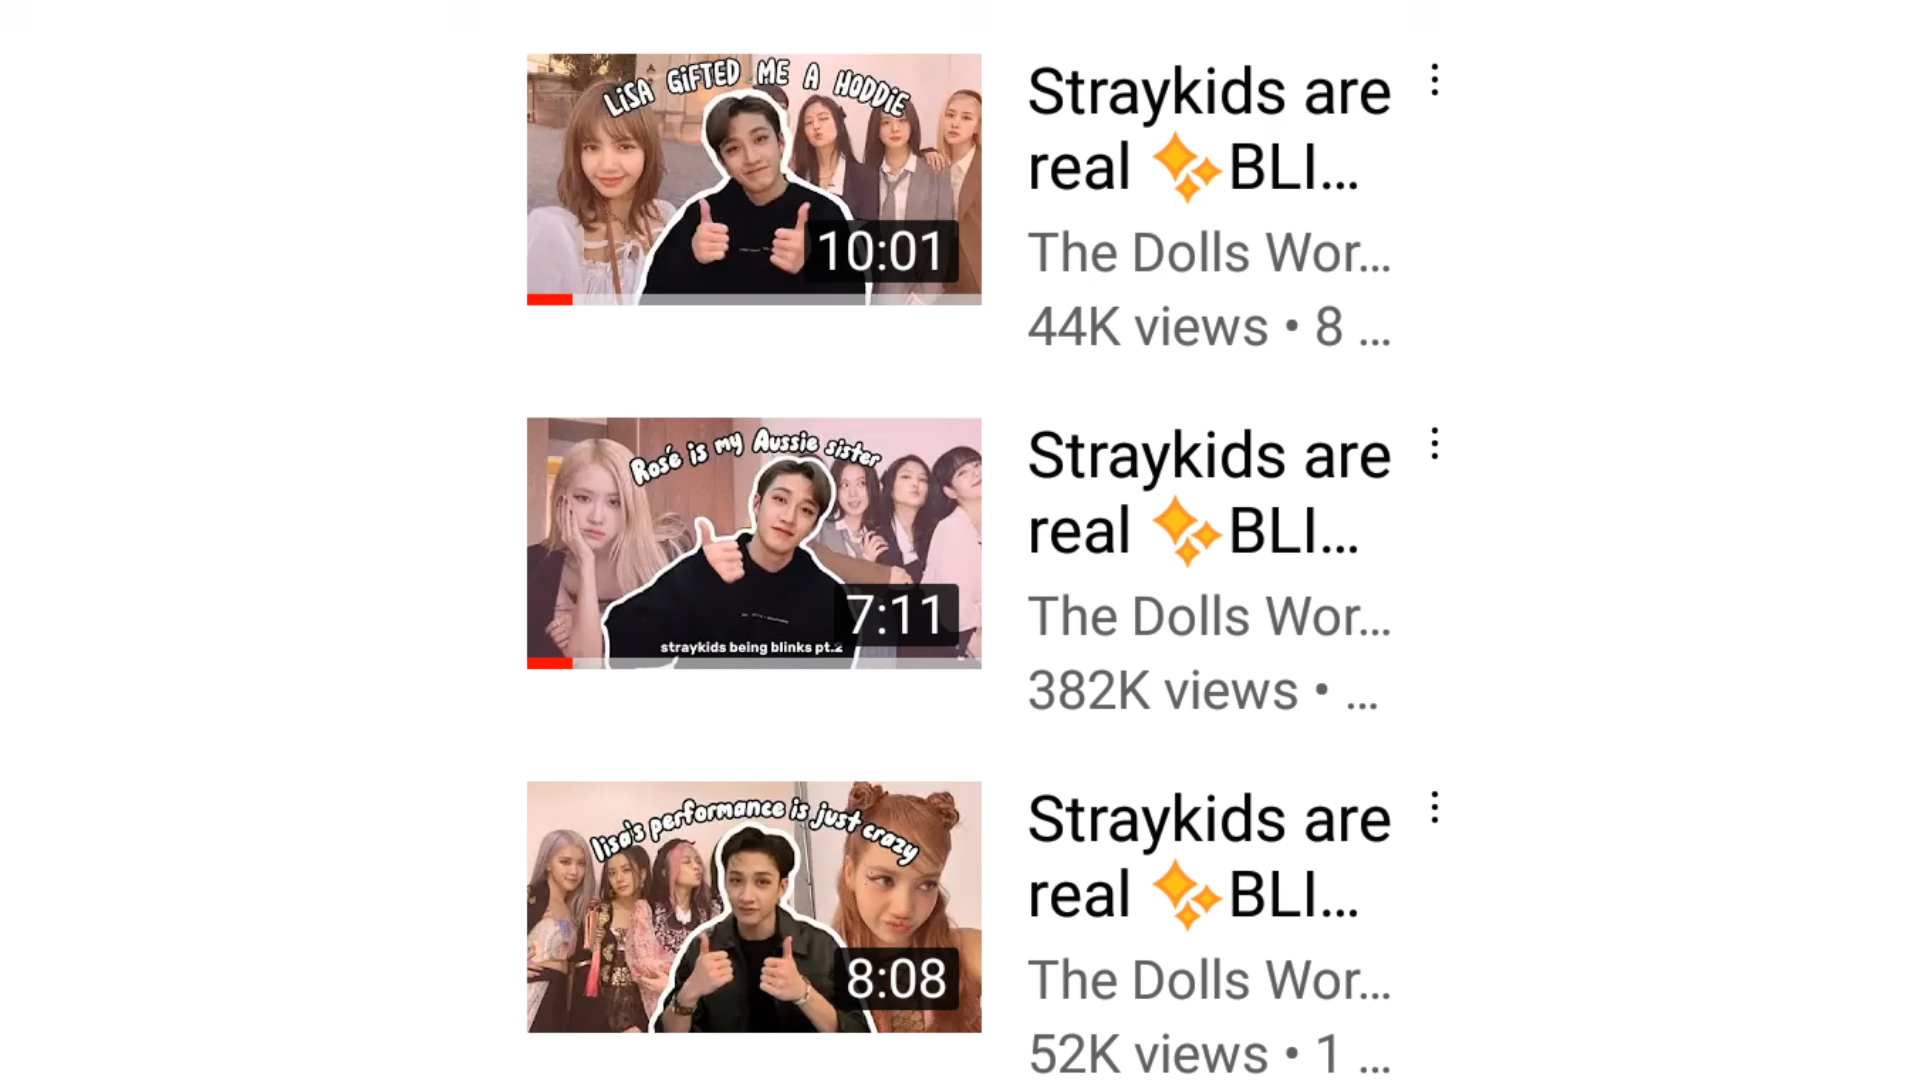 LiSA GiFTED ME A HODDiE
10:01
Straykids are
real ✨BLI...
The Dolls Wor...
44K views • 8 ...
Rosé is my Aussie sister
7:11
straykids being blinks pt.2
Straykids are
real ✨BLI...
The Dolls Wor...
382K views • ...
lisa's performance is just crazy
8:08
Straykids are
real ✨BLI...
The Dolls Wor...
52K views • 1 ...